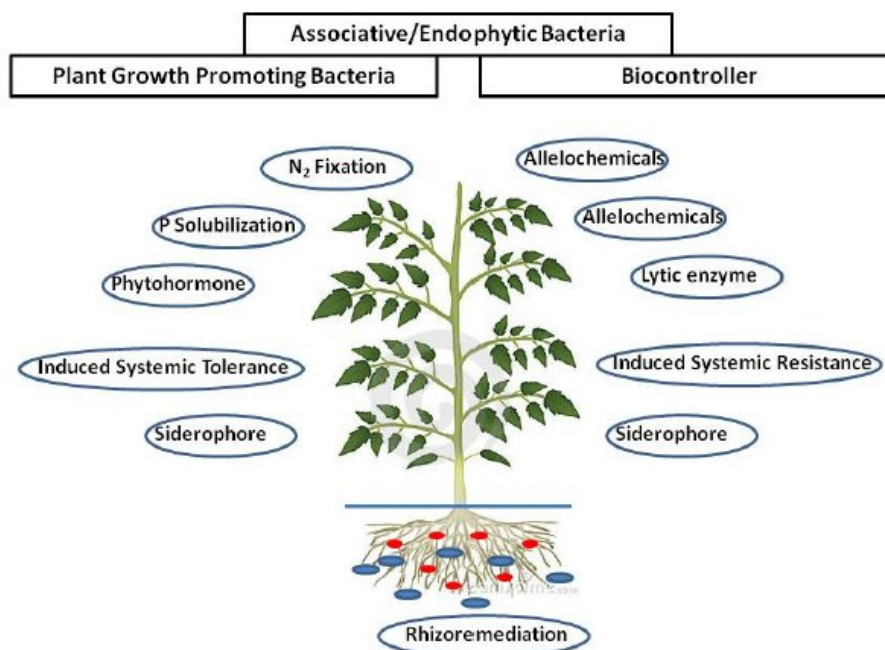 Associative/Endophytic Bacteria
Plant Growth Promoting Bacteria
Biocontroller
N₂ Fixation
Allelochemicals
P Solubilization
Allelochemicals
Phytohormone
Lytic enzyme
Induced Systemic Tolerance
Induced Systemic Resistance
Siderophore
Siderophore
Rhizoremediation